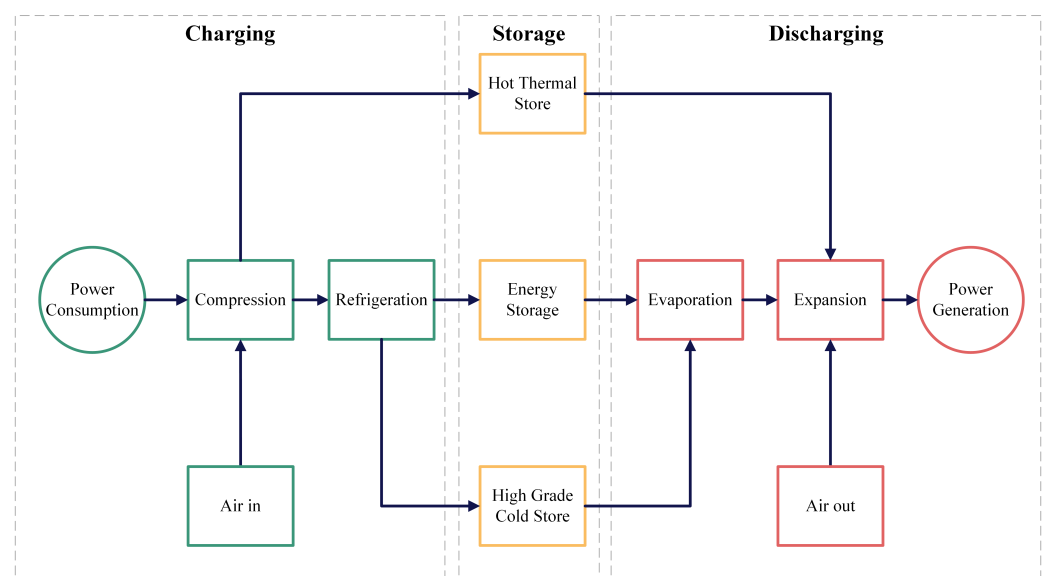 Charging
Storage
Discharging
Hot Thermal
Store
Power
Consumption
Compression
Refrigeration
Energy
Storage
Evaporation
Expansion
Power
Generation
Air in
High Grade
Cold Store
Air out